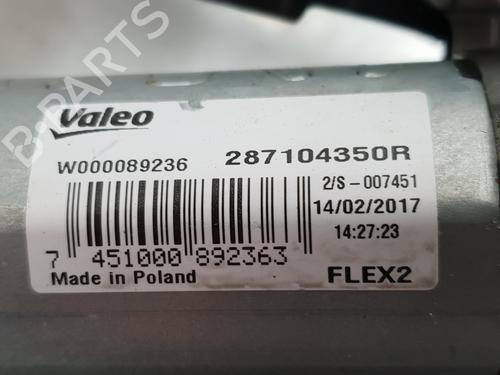 Valeo
W000089236 287104350R
2/S-007451
14/02/2017
14:27:23
7 451000 892363
Made in Poland FLEX2
B-PARTS